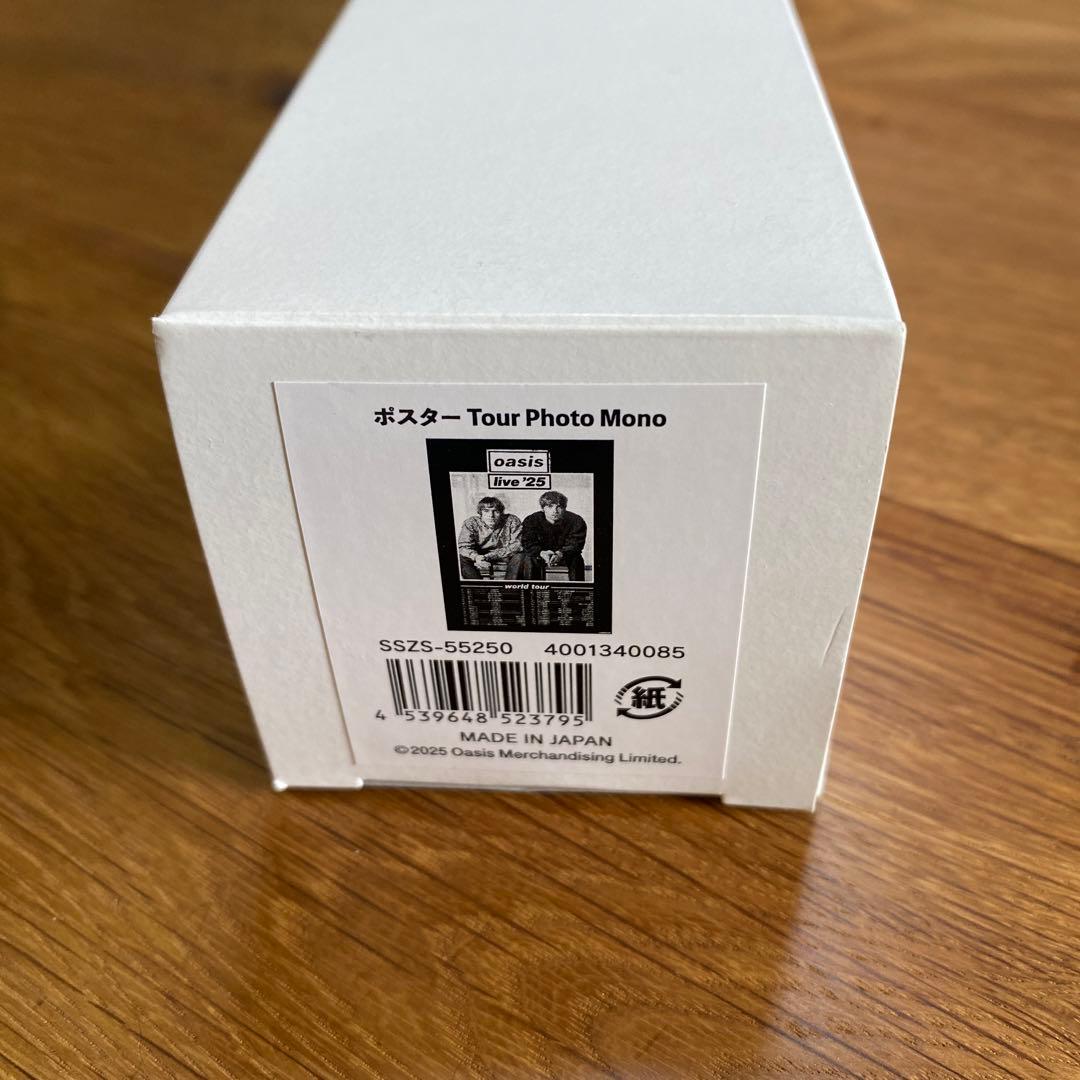 ポスター Tour Photo Mono
oasis
live '25
world tour
SSZS-55250 4001340085
紙
4 539648 523795
MADE IN JAPAN
©2025 Oasis Merchandising Limited.